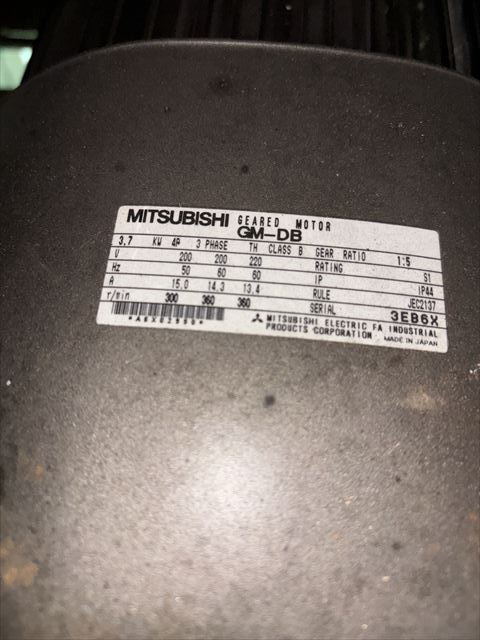 MITSUBISHI GEARED MOTOR
GM-DB
3.7 KW 4P 3 PHASE TH CLASS B GEAR RATIO 1:5
V 200 200 220 RATING S1
Hz 50 60 60 IP IP44
A 15.0 14.3 13.4 RULE JEC2137
r/min 300 360 360 SERIAL 3EB6X
MITSUBISHI ELECTRIC FA INDUSTRIAL
PRODUCTS CORPORATION MADE IN JAPAN